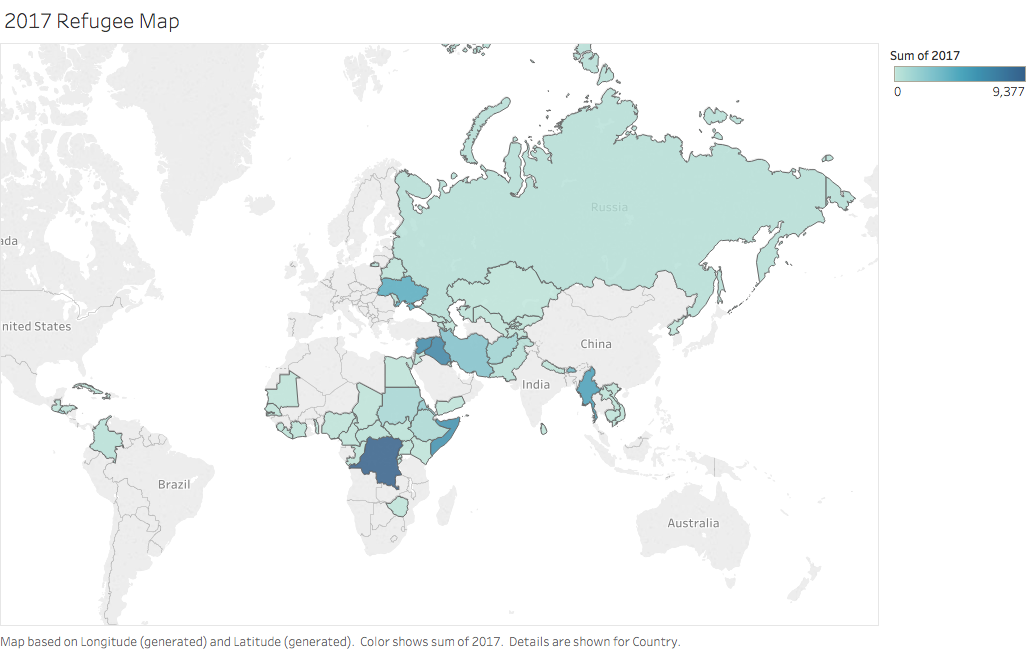 2017 Refugee Map
Sum of 2017
0 9,377
Russia
ada
nited States
China
India
Brazil
Australia
Map based on Longitude (generated) and Latitude (generated). Color shows sum of 2017. Details are shown for Country.